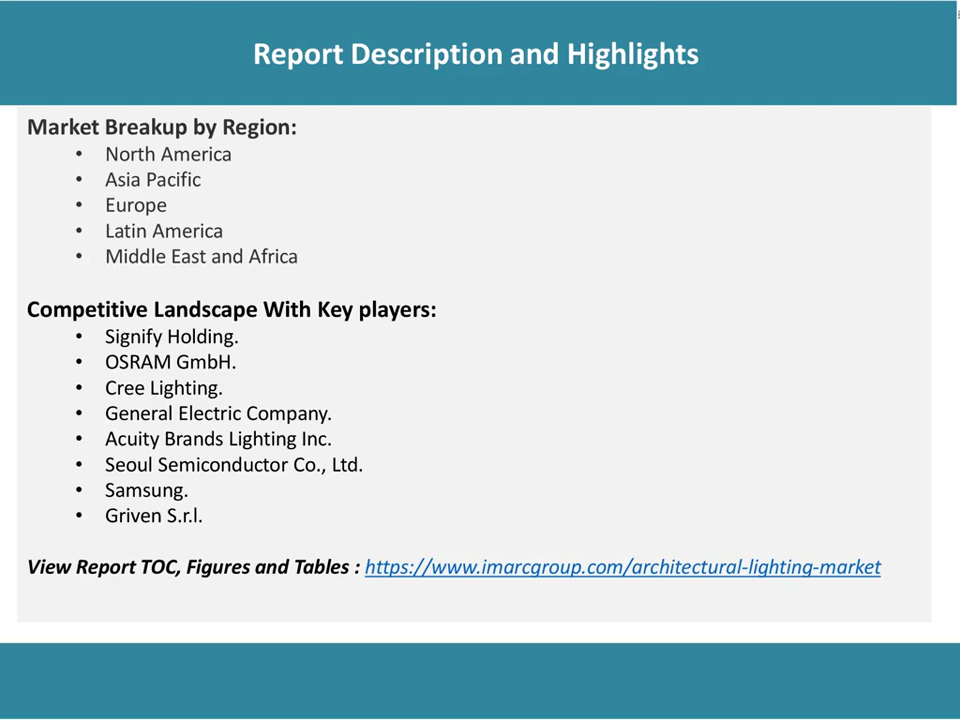 Report Description and Highlights
Market Breakup by Region:
• North America
• Asia Pacific
• Europe
• Latin America
• Middle East and Africa
Competitive Landscape With Key players:
• Signify Holding.
• OSRAM GmbH.
• Cree Lighting.
• General Electric Company.
• Acuity Brands Lighting Inc.
• Seoul Semiconductor Co., Ltd.
• Samsung.
• Griven S.r.l.
View Report TOC, Figures and Tables : https://www.imarcgroup.com/architectural-lighting-market